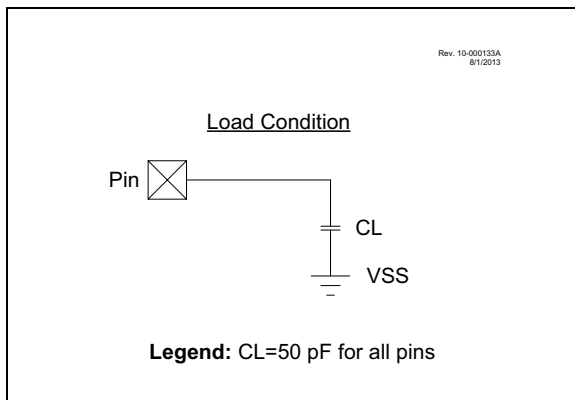 Rev. 10-000133A
8/1/2013
Load Condition
Pin
CL
VSS
Legend: CL=50 pF for all pins